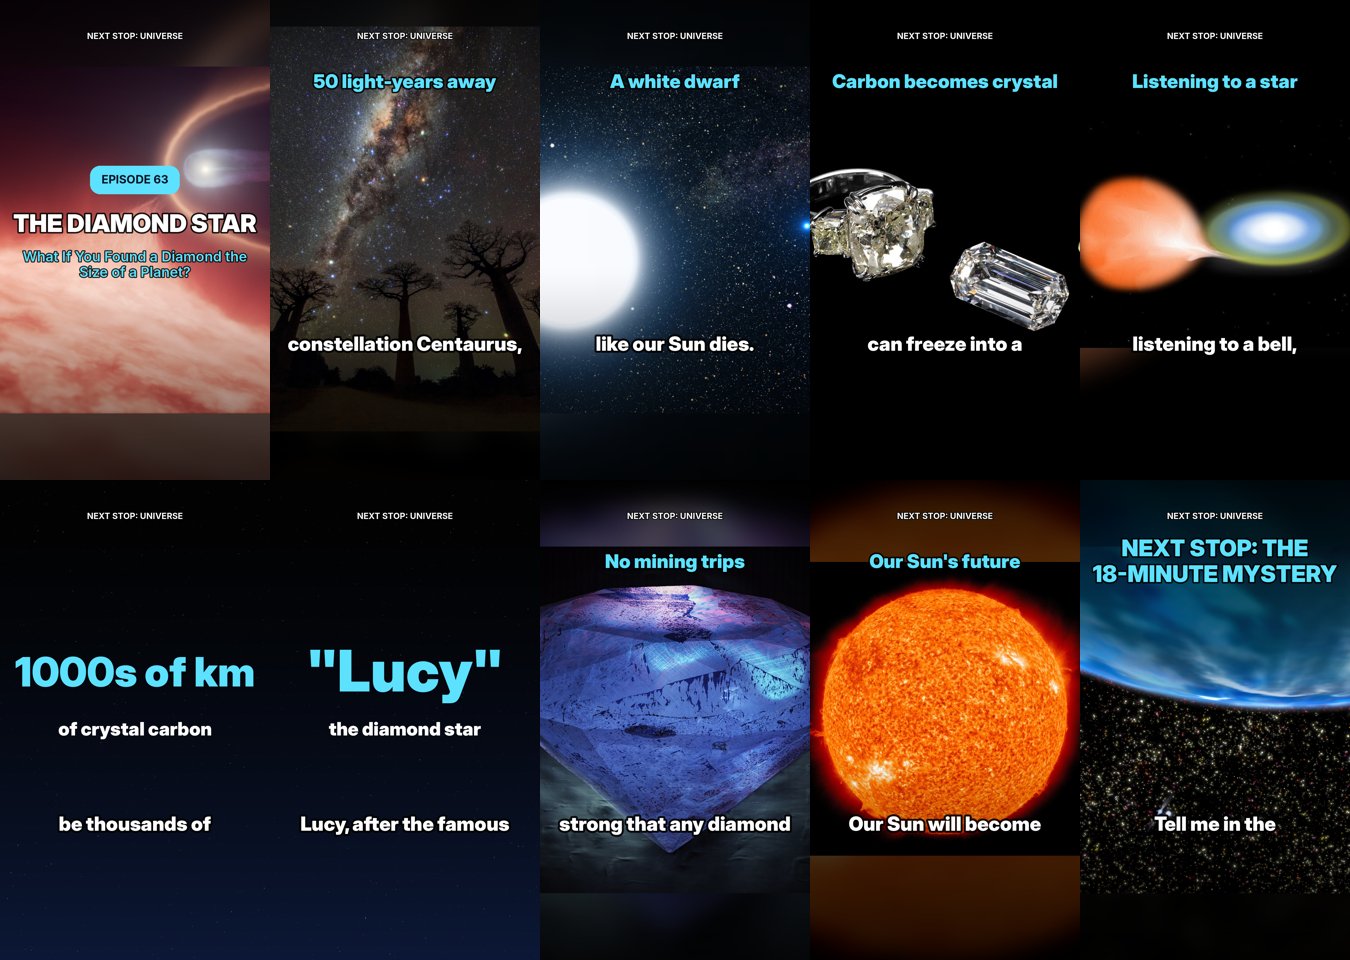 NEXT STOP: UNIVERSE
EPISODE 63
THE DIAMOND STAR
What If You Found a Diamond the
Size of a Planet?
NEXT STOP: UNIVERSE
50 light-years away
constellation Centaurus,
NEXT STOP: UNIVERSE
A white dwarf
like our Sun dies.
NEXT STOP: UNIVERSE
Carbon becomes crystal
can freeze into a
NEXT STOP: UNIVERSE
Listening to a star
listening to a bell,
NEXT STOP: UNIVERSE
1000s of km
of crystal carbon
be thousands of
NEXT STOP: UNIVERSE
"Lucy"
the diamond star
Lucy, after the famous
NEXT STOP: UNIVERSE
No mining trips
strong that any diamond
NEXT STOP: UNIVERSE
Our Sun's future
Our Sun will become
NEXT STOP: UNIVERSE
NEXT STOP: THE
18-MINUTE MYSTERY
Tell me in the